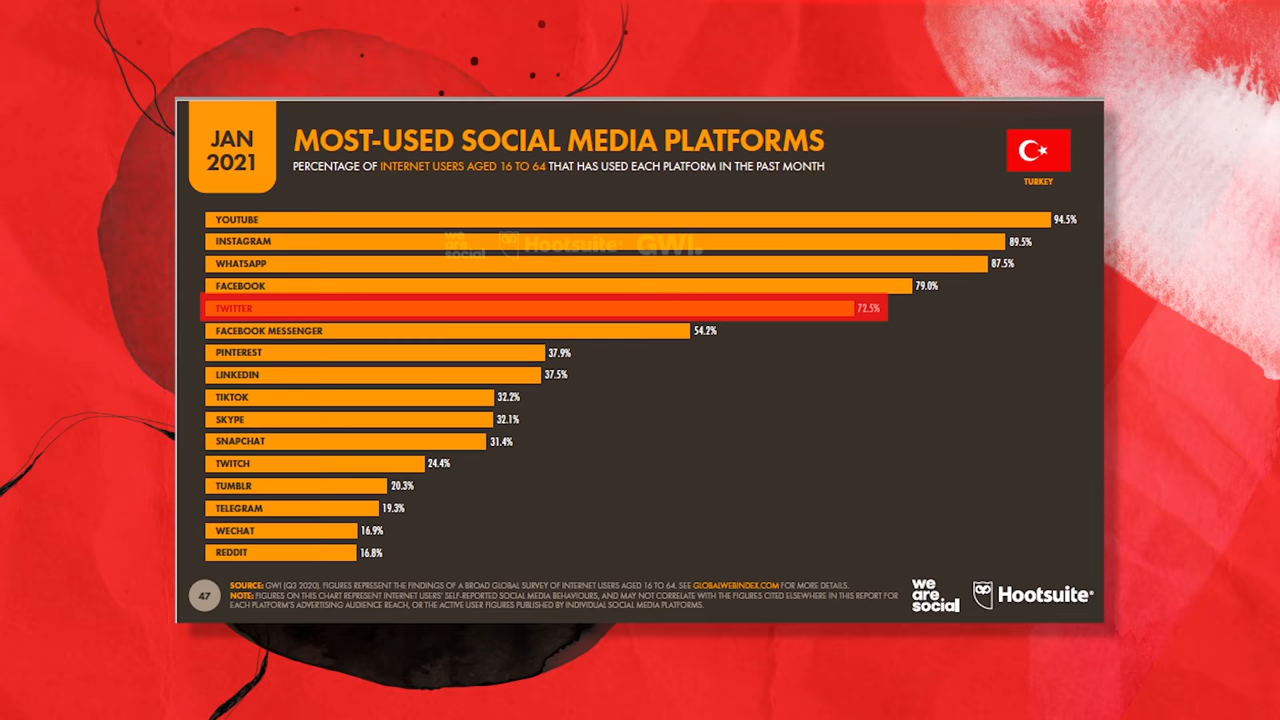 JAN
2021
MOST-USED SOCIAL MEDIA PLATFORMS
PERCENTAGE OF INTERNET USERS AGED 16 TO 64 THAT HAS USED EACH PLATFORM IN THE PAST MONTH
TURKEY
YOUTUBE 94.5%
INSTAGRAM 89.5%
we are social Hootsuite® GWI.
WHATSAPP 87.5%
FACEBOOK 79.0%
TWITTER 72.5%
FACEBOOK MESSENGER 54.2%
PINTEREST 37.9%
LINKEDIN 37.5%
TIKTOK 32.2%
SKYPE 32.1%
SNAPCHAT 31.4%
TWITCH 24.4%
TUMBLR 20.3%
TELEGRAM 19.3%
WECHAT 16.9%
REDDIT 16.8%
47
SOURCE: GWI (Q3 2020). FIGURES REPRESENT THE FINDINGS OF A BROAD GLOBAL SURVEY OF INTERNET USERS AGED 16 TO 64. SEE GLOBALWEBINDEX.COM FOR MORE DETAILS.
NOTE: FIGURES ON THIS CHART REPRESENT INTERNET USERS' SELF-REPORTED SOCIAL MEDIA BEHAVIOURS, AND MAY NOT CORRELATE WITH THE FIGURES CITED ELSEWHERE IN THIS REPORT FOR
EACH PLATFORM'S ADVERTISING AUDIENCE REACH, OR THE ACTIVE USER FIGURES PUBLISHED BY INDIVIDUAL SOCIAL MEDIA PLATFORMS.
we
are
social
Hootsuite®